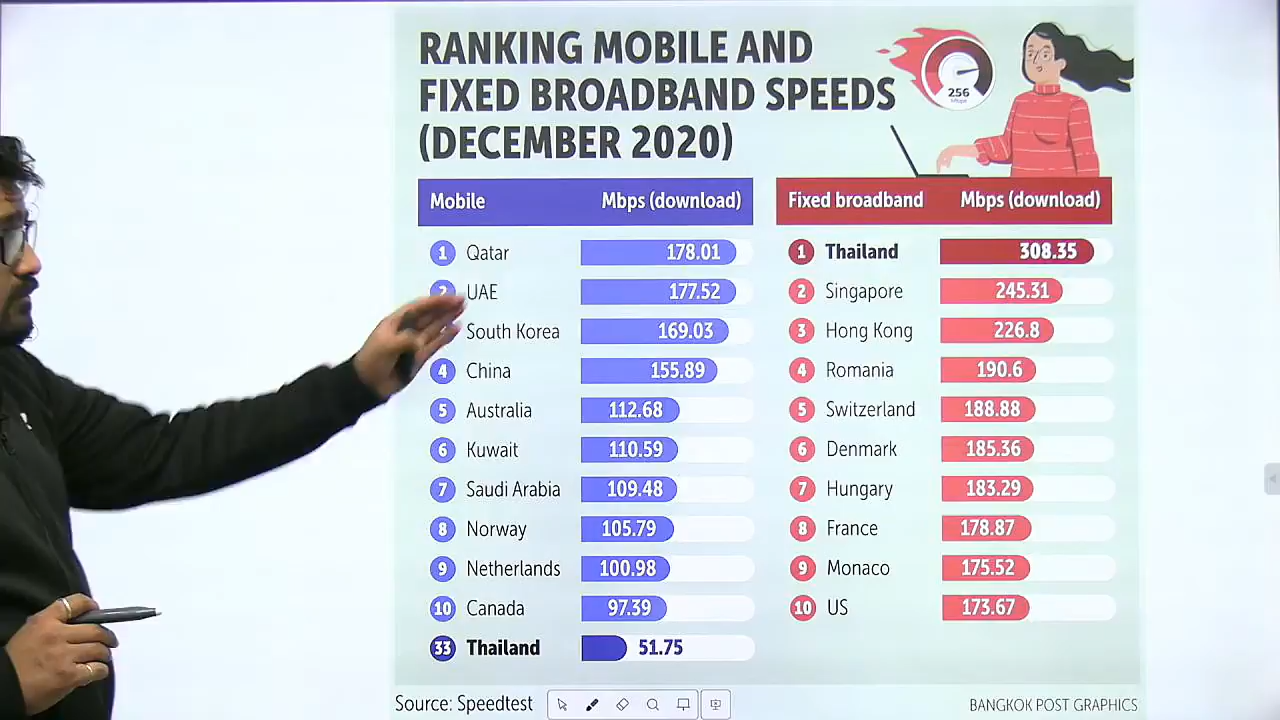 RANKING MOBILE AND
FIXED BROADBAND SPEEDS
(DECEMBER 2020)
256
Mbps
Mobile Mbps (download)
1 Qatar 178.01
2 UAE 177.52
South Korea 169.03
4 China 155.89
5 Australia 112.68
6 Kuwait 110.59
7 Saudi Arabia 109.48
8 Norway 105.79
9 Netherlands 100.98
10 Canada 97.39
33 Thailand 51.75
Fixed broadband Mbps (download)
1 Thailand 308.35
2 Singapore 245.31
3 Hong Kong 226.8
4 Romania 190.6
5 Switzerland 188.88
6 Denmark 185.36
7 Hungary 183.29
8 France 178.87
9 Monaco 175.52
10 US 173.67
Source: Speedtest
BANGKOK POST GRAPHICS